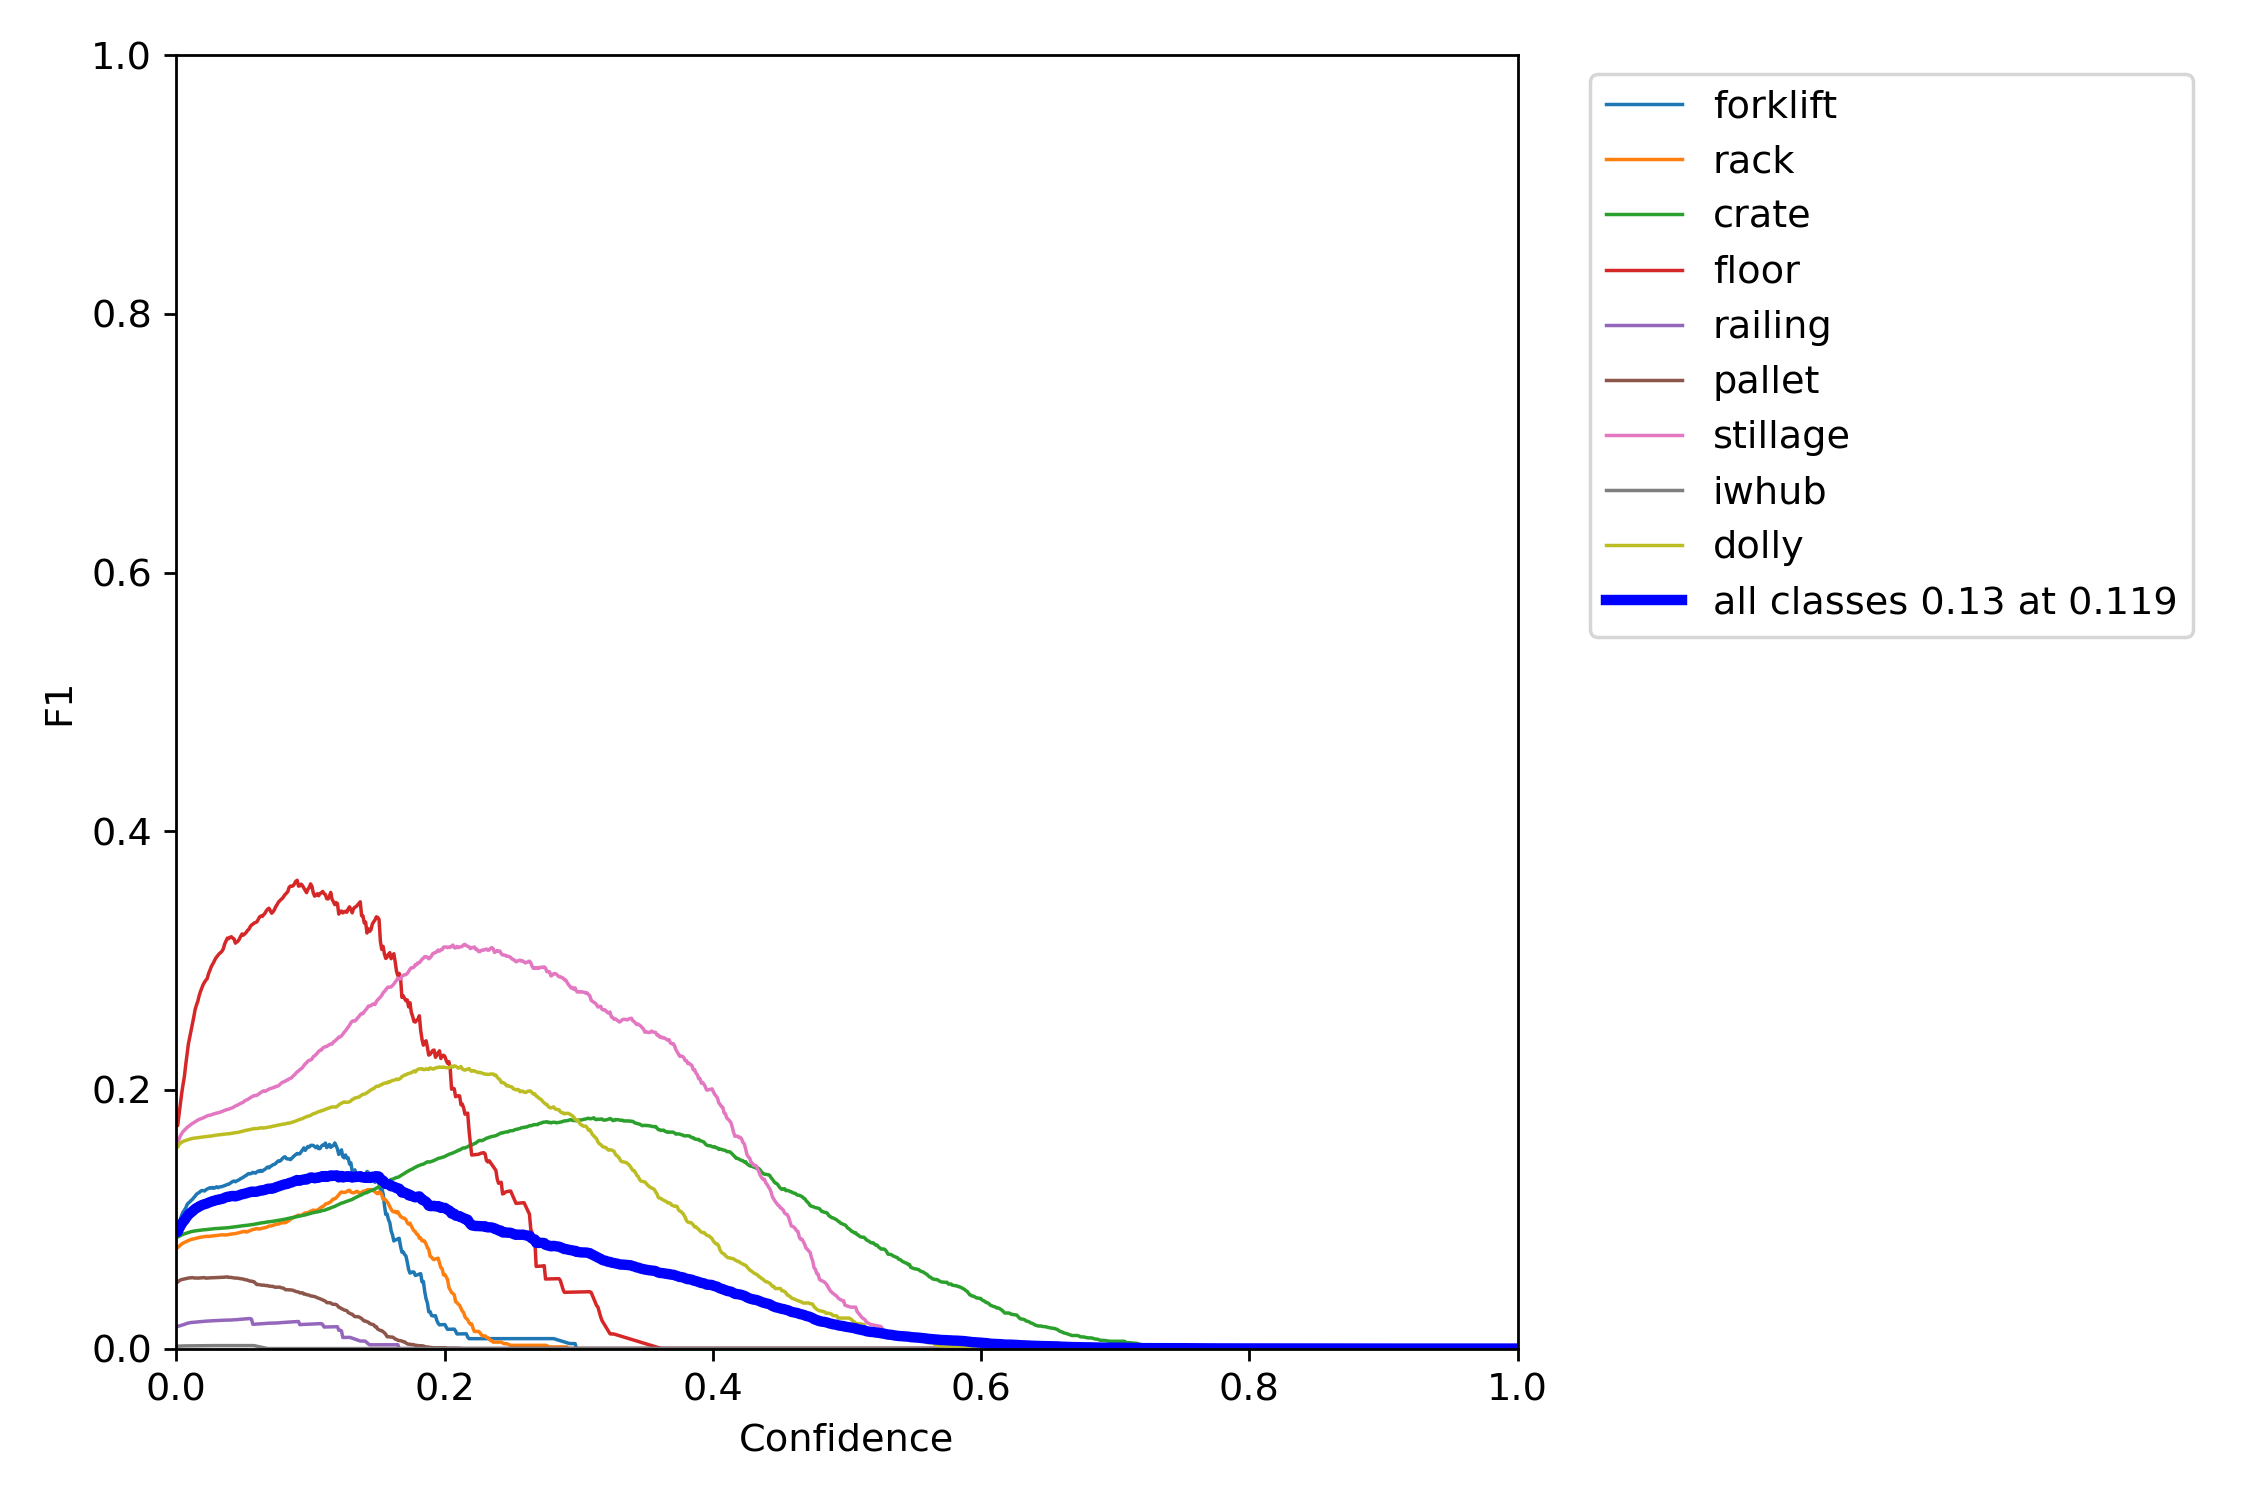 1.0
0.8
0.6
0.4
0.2
0.0
F1
0.0 0.2 0.4 0.6 0.8 1.0
Confidence
forklift
rack
crate
floor
railing
pallet
stillage
iwhub
dolly
all classes 0.13 at 0.119